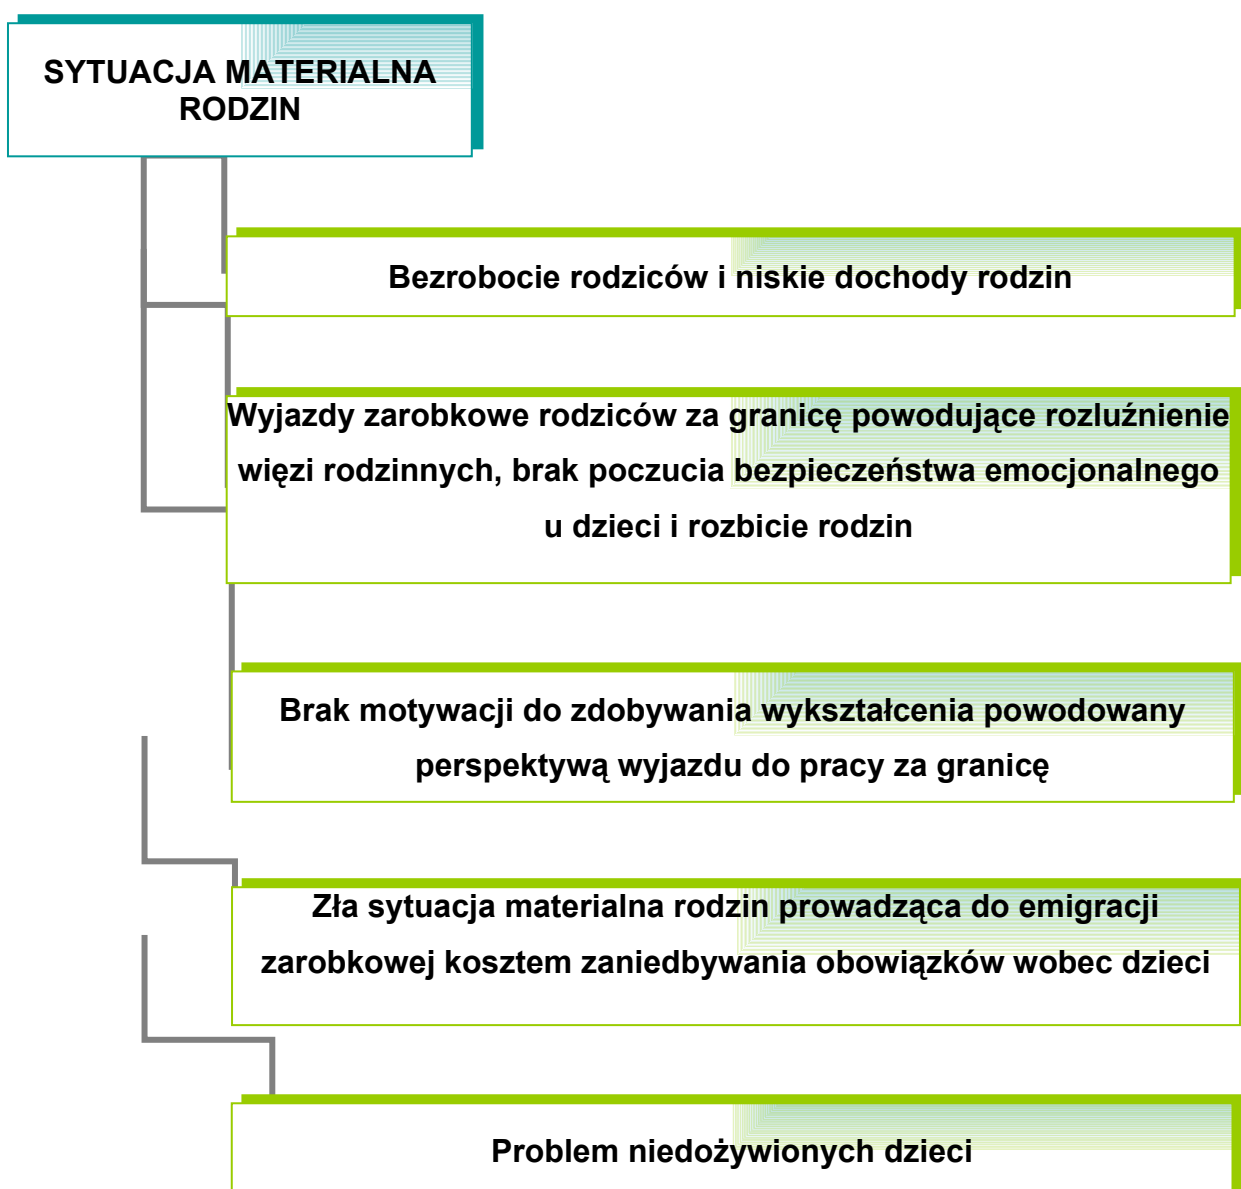 SYTUACJA MATERIALNA
RODZIN
Bezrobocie rodziców i niskie dochody rodzin
Wyjazdy zarobkowe rodziców za granicę powodujące rozluźnienie
więzi rodzinnych, brak poczucia bezpieczeństwa emocjonalnego
u dzieci i rozbicie rodzin
Brak motywacji do zdobywania wykształcenia powodowany
perspektywą wyjazdu do pracy za granicę
Zła sytuacja materialna rodzin prowadząca do emigracji
zarobkowej kosztem zaniedbywania obowiązków wobec dzieci
Problem niedożywionych dzieci